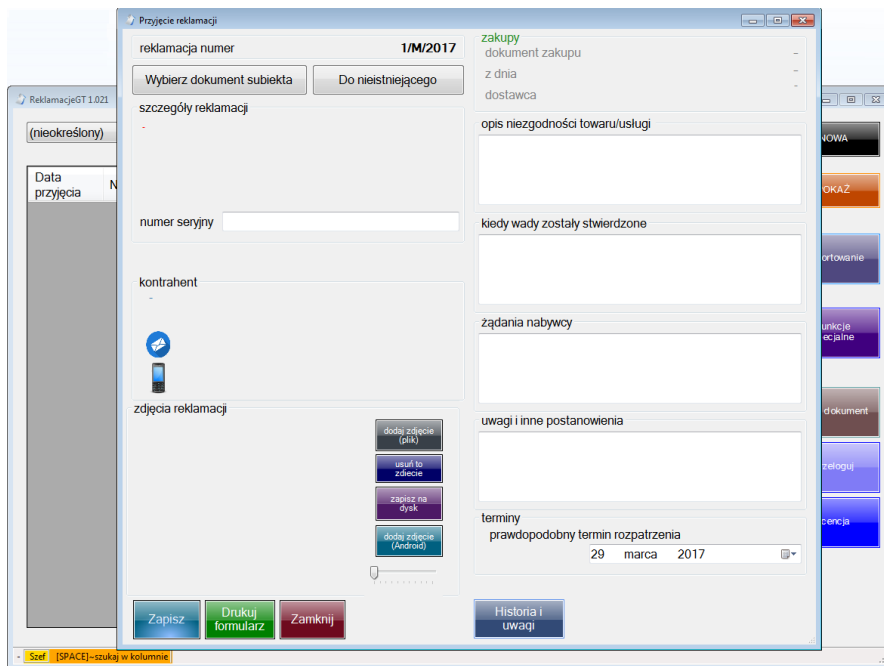 Przyjęcie reklamacji
reklamacja numer 1/M/2017
Wybierz dokument subiekta
Do nieistniejącego
szczegóły reklamacji
-
numer seryjny
kontrahent
-
zdjęcia reklamacji
dodaj zdjęcie
(plik)
usuń to
zdiecie
zapisz na
dysk
dodaj zdjęcie
(Android)
Zapisz
Drukuj
formularz
Zamknij
zakupy
dokument zakupu -
z dnia -
dostawca -
opis niezgodności towaru/usługi
kiedy wady zostały stwierdzone
żądania nabywcy
uwagi i inne postanowienia
terminy
prawdopodobny termin rozpatrzenia
29 marca 2017
Historia i
uwagi
ReklamacjeGT 1.021
(nieokreślony)
Data
przyjęcia
N
NOWA
OKAŻ
ortowanie
unkcje
ecjalne
dokument
zeloguj
cencja
- Szef [SPACE]~szukaj w kolumnie